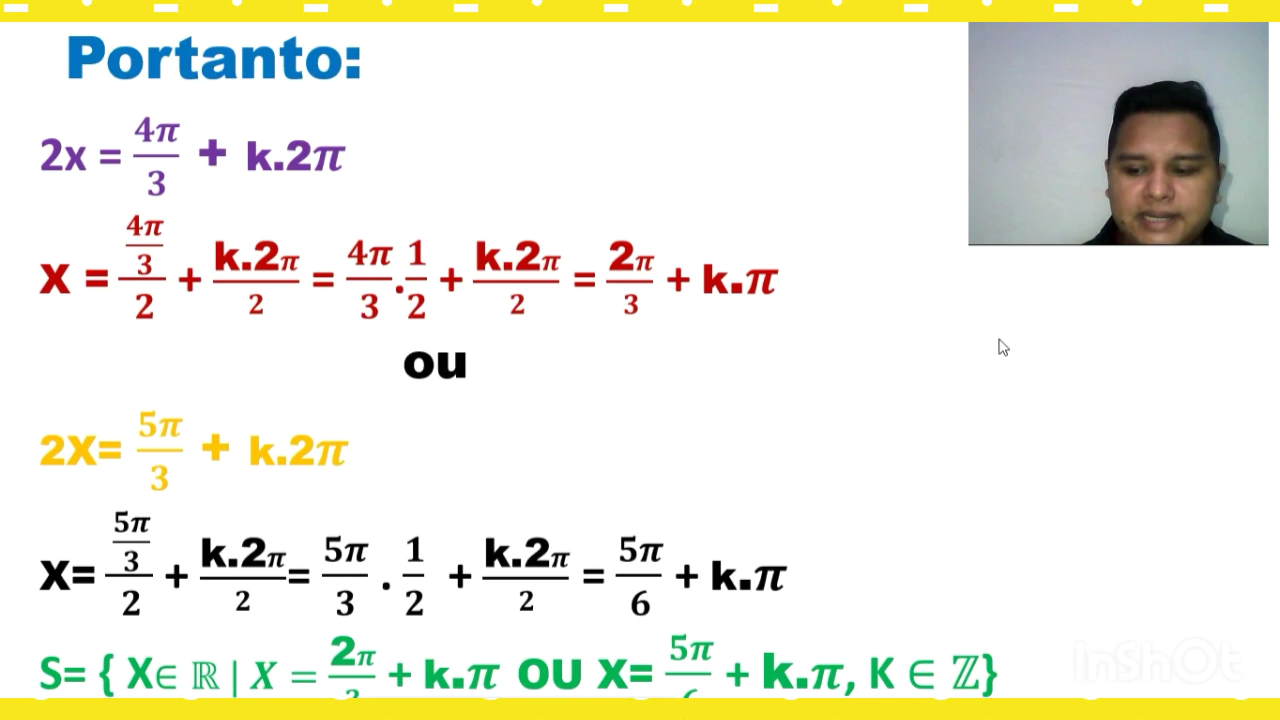 Portanto:
2x = 4π/3 + k.2π
X = 4π/3/2 + k.2π/2 = 4π/3 . 1/2 + k.2π/2 = 2π/3 + k.π
ou
2X= 5π/3 + k.2π
X= 5π/3/2 + k.2π/2 = 5π/3 . 1/2 + k.2π/2 = 5π/6 + k.π
S= { X∈ ℝ | X = 2π/3 + k.π OU X= 5π/6 + k.π, K ∈ ℤ}
InShOt